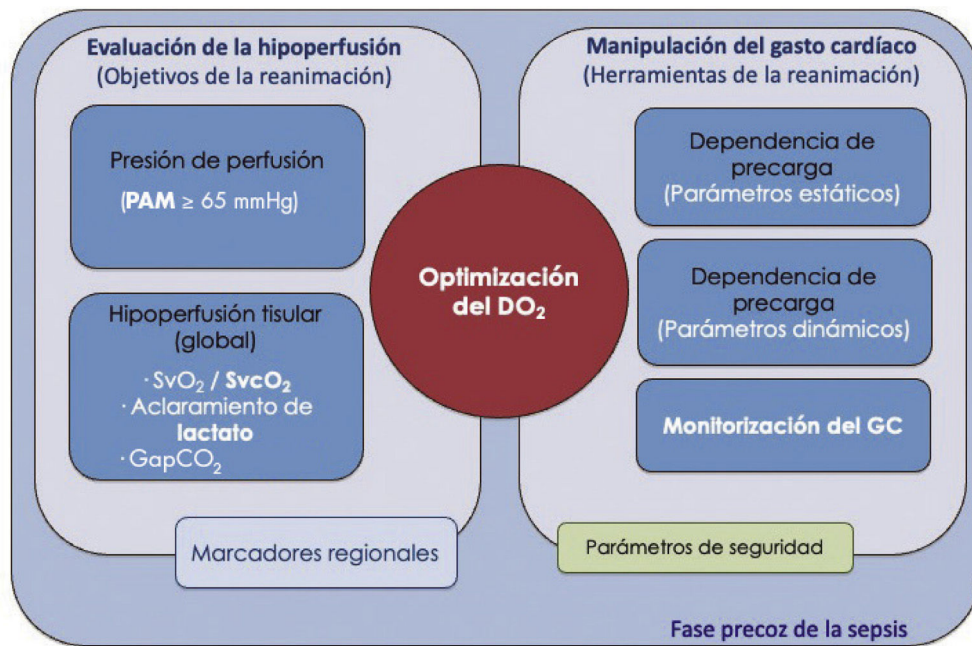 Evaluación de la hipoperfusión
(Objetivos de la reanimación)
Presión de perfusión
(PAM ≥ 65 mmHg)
Hipoperfusión tisular
(global)
· SvO₂ / SvcO₂
· Aclaramiento de
lactato
· GapCO₂
Marcadores regionales
Optimización
del DO₂
Manipulación del gasto cardíaco
(Herramientas de la reanimación)
Dependencia de
precarga
(Parámetros estáticos)
Dependencia de
precarga
(Parámetros dinámicos)
Monitorización del GC
Parámetros de seguridad
Fase precoz de la sepsis